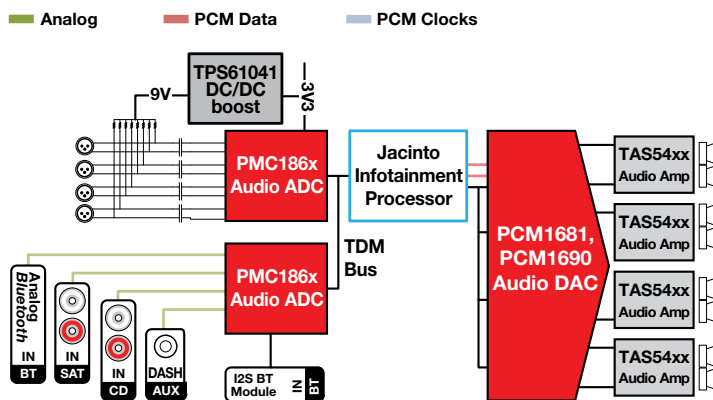 Analog
PCM Data
PCM Clocks
TPS61041
DC/DC
boost
9V
3V3
PMC186x
Audio ADC
Jacinto
Infotainment
Processor
PCM1681,
PCM1690
Audio DAC
TAS54xx
Audio Amp
TAS54xx
Audio Amp
TAS54xx
Audio Amp
TAS54xx
Audio Amp
PMC186x
Audio ADC
TDM
Bus
Analog
Bluetooth
IN
BT
IN
SAT
IN
CD
DASH
AUX
I2S BT
Module
IN
BT